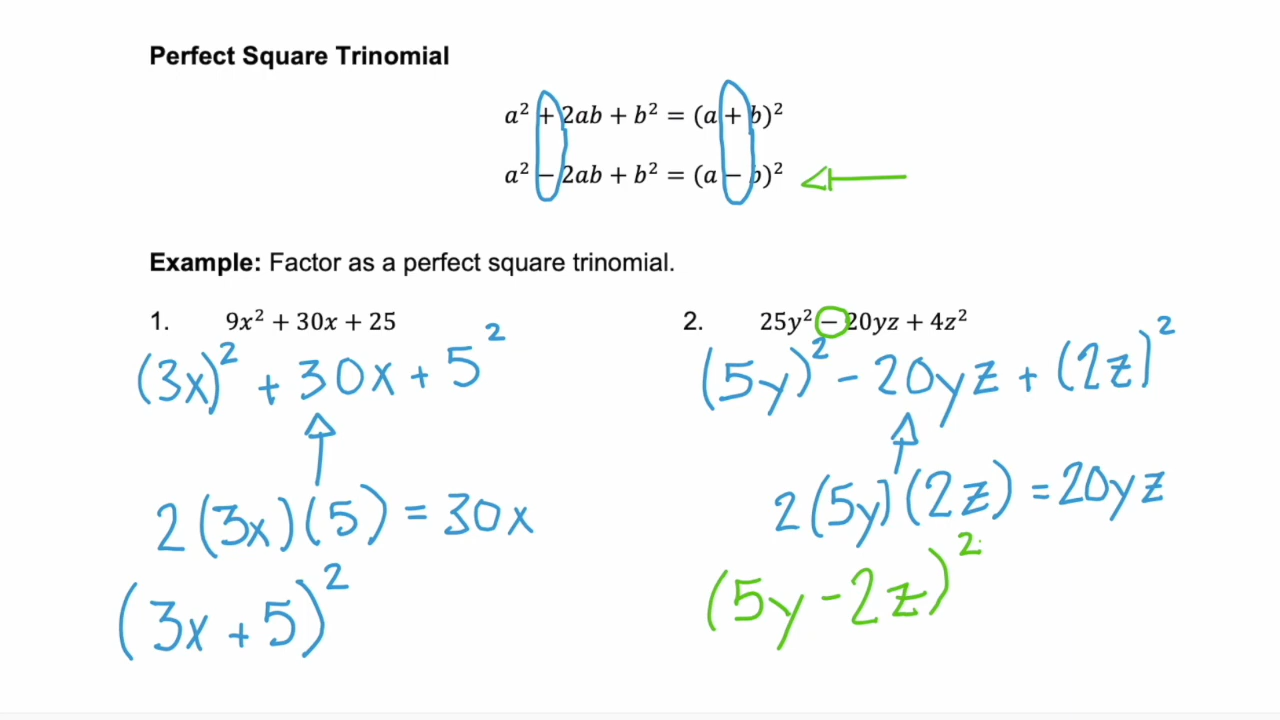 Perfect Square Trinomial
a² + 2ab + b² = (a + b)²
a² − 2ab + b² = (a − b)²
Example: Factor as a perfect square trinomial.
1. 9x² + 30x + 25
(3x)² + 30x + 5²
2(3x)(5) = 30x
(3x + 5)²
2. 25y² − 20yz + 4z²
(5y)² - 20yz + (2z)²
2(5y)(2z) = 20yz
(5y - 2z)²